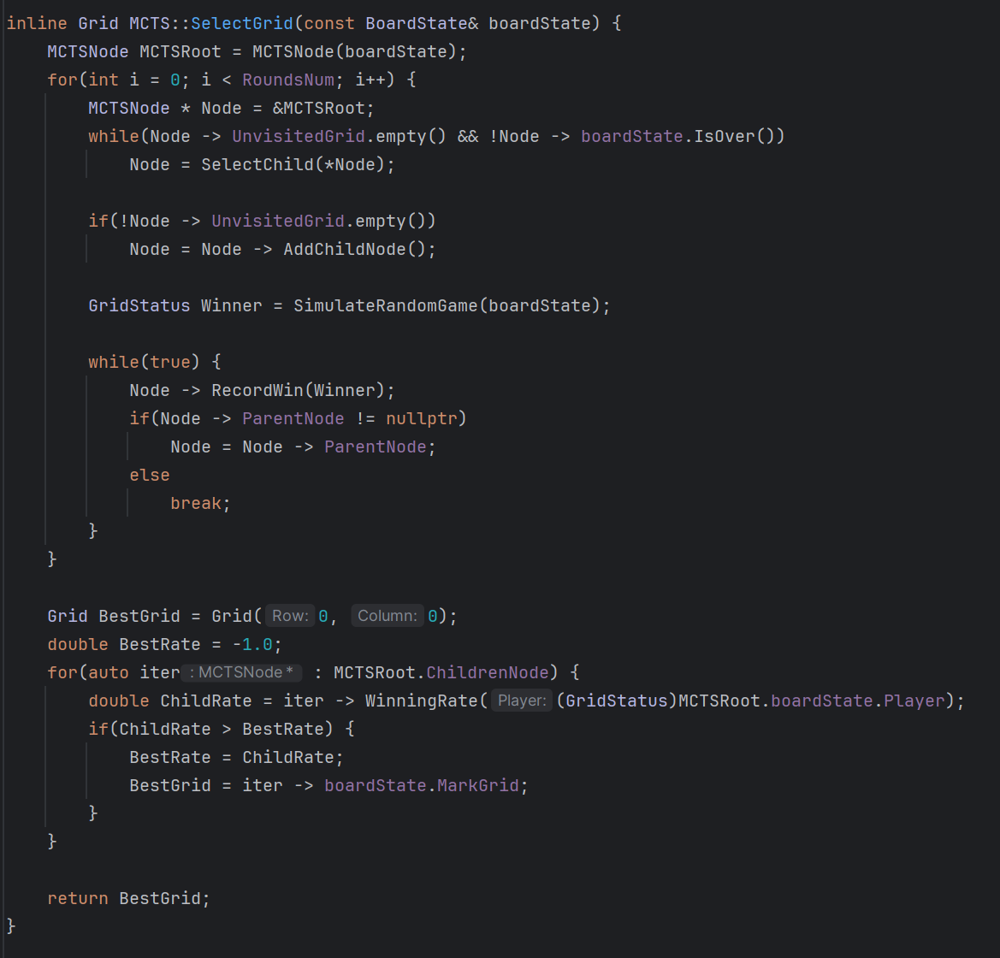 inline Grid MCTS::SelectGrid(const BoardState& boardState) {
    MCTSNode MCTSRoot = MCTSNode(boardState);
    for(int i = 0; i < RoundsNum; i++) {
        MCTSNode * Node = &MCTSRoot;
        while(Node -> UnvisitedGrid.empty() && !Node -> boardState.IsOver())
            Node = SelectChild(*Node);

        if(!Node -> UnvisitedGrid.empty())
            Node = Node -> AddChildNode();

        GridStatus Winner = SimulateRandomGame(boardState);

        while(true) {
            Node -> RecordWin(Winner);
            if(Node -> ParentNode != nullptr)
                Node = Node -> ParentNode;
            else
                break;
        }
    }

    Grid BestGrid = Grid( Row: 0, Column: 0);
    double BestRate = -1.0;
    for(auto iter : MCTSNode * : MCTSRoot.ChildrenNode) {
        double ChildRate = iter -> WinningRate( Player: (GridStatus)MCTSRoot.boardState.Player);
        if(ChildRate > BestRate) {
            BestRate = ChildRate;
            BestGrid = iter -> boardState.MarkGrid;
        }
    }

    return BestGrid;
}